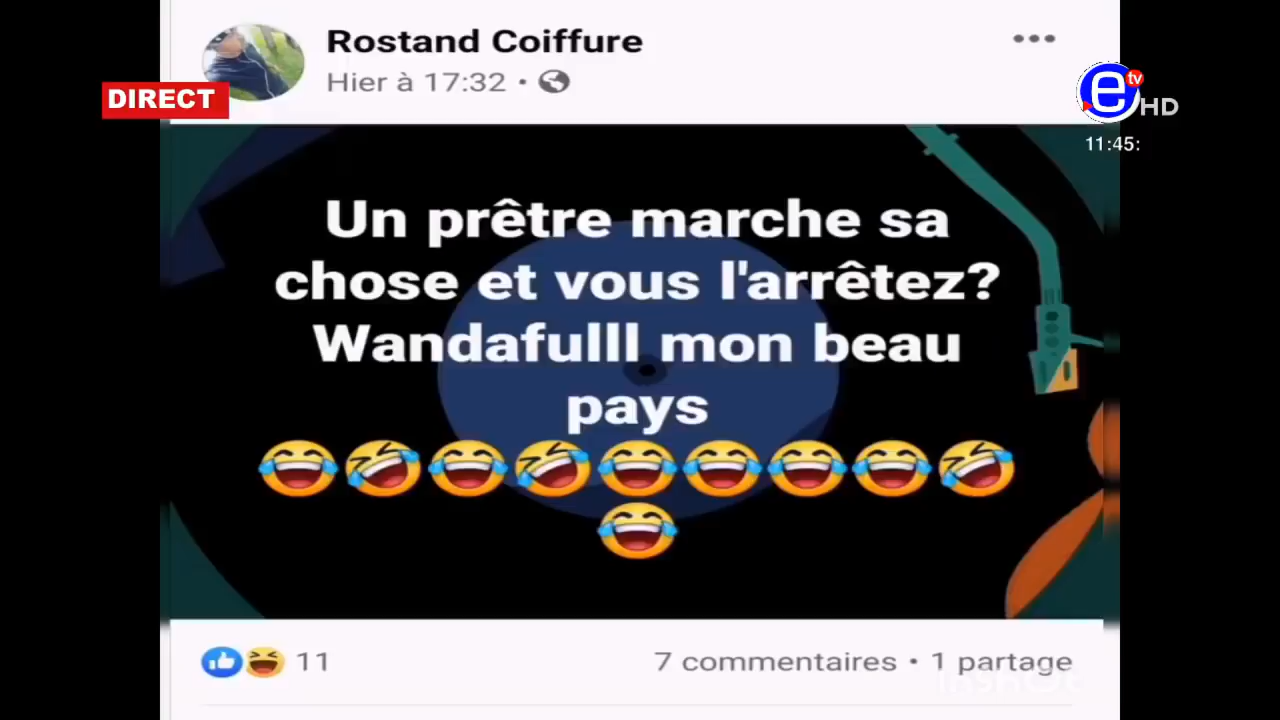 Rostand Coiffure
Hier à 17:32
DIRECT
e tv HD
11:45:
Un prêtre marche sa
chose et vous l'arrêtez?
Wandafulll mon beau
pays
😂🤣😂🤣😂😂😂😂🤣
😂
11
7 commentaires • 1 partage